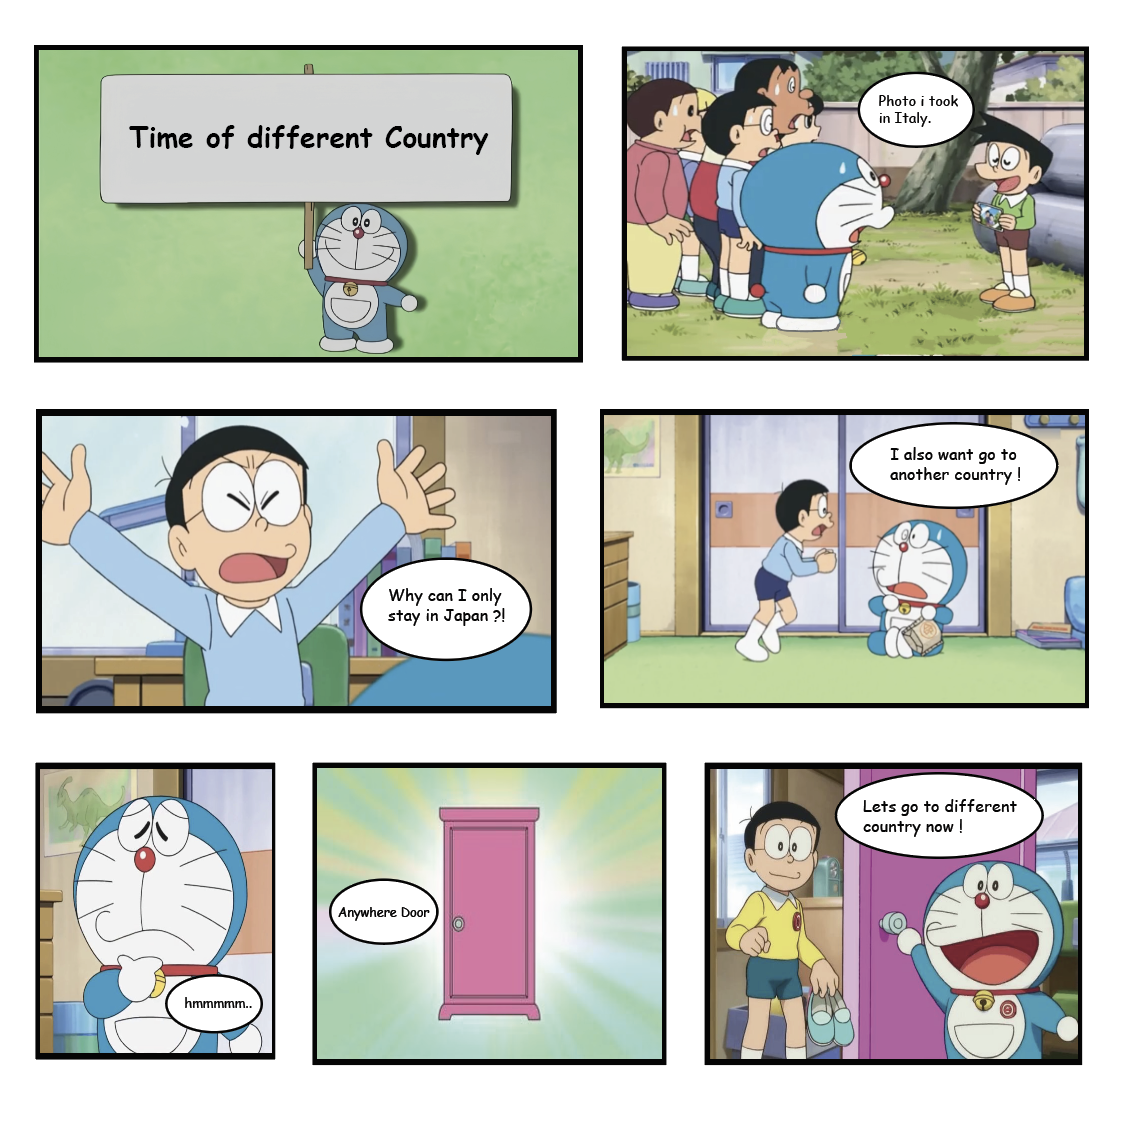 Time of different Country
Photo i took
in Italy.
Why can I only
stay in Japan ?!
I also want go to
another country !
hmmmmm..
Anywhere Door
Lets go to different
country now !